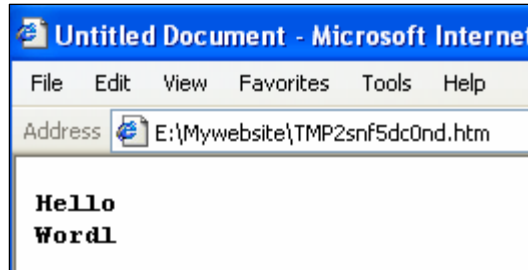 Untitled Document - Microsoft Internet
File Edit View Favorites Tools Help
Address E:\Mywebsite\TMP2snf5dc0nd.htm
Hello
Wordl